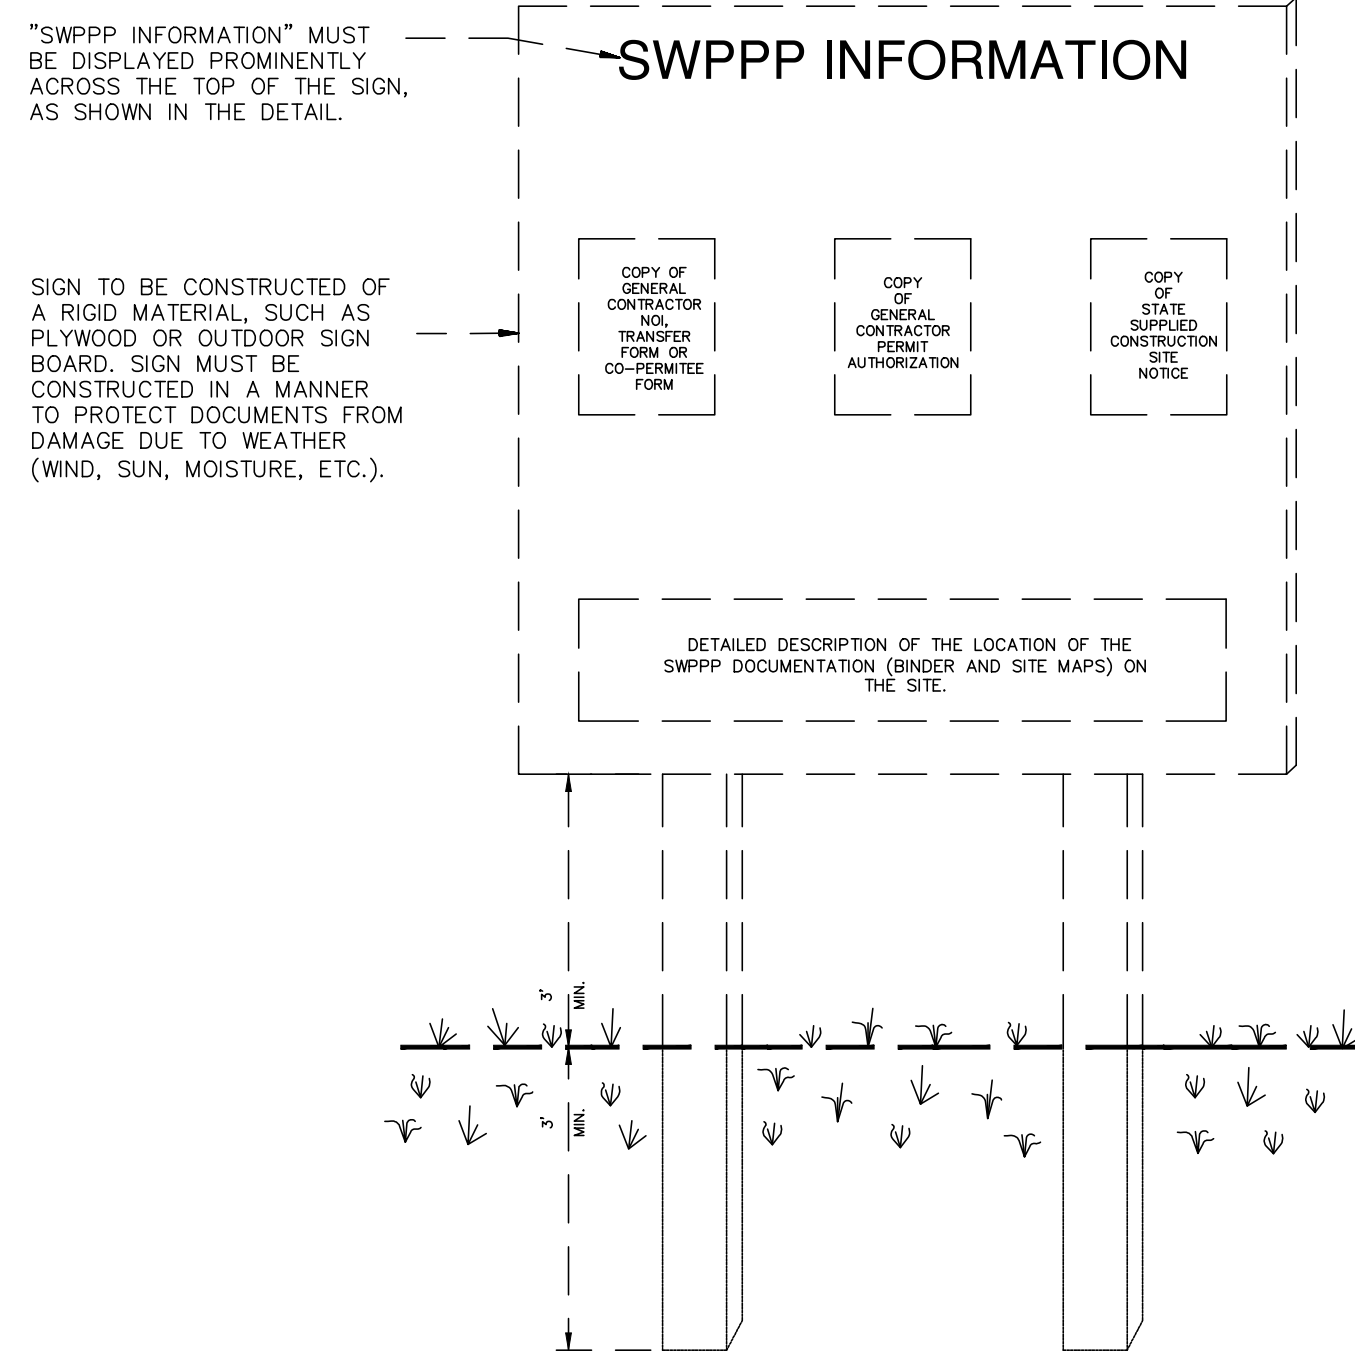 "SWPPP INFORMATION" MUST
BE DISPLAYED PROMINENTLY
ACROSS THE TOP OF THE SIGN,
AS SHOWN IN THE DETAIL.
SWPPP INFORMATION
SIGN TO BE CONSTRUCTED OF
A RIGID MATERIAL, SUCH AS
PLYWOOD OR OUTDOOR SIGN
BOARD. SIGN MUST BE
CONSTRUCTED IN A MANNER
TO PROTECT DOCUMENTS FROM
DAMAGE DUE TO WEATHER
(WIND, SUN, MOISTURE, ETC.).
COPY OF
GENERAL
CONTRACTOR
NOI,
TRANSFER
FORM OR
CO-PERMITEE
FORM
COPY
OF
GENERAL
CONTRACTOR
PERMIT
AUTHORIZATION
COPY
OF
STATE
SUPPLIED
CONSTRUCTION
SITE
NOTICE
DETAILED DESCRIPTION OF THE LOCATION OF THE
SWPPP DOCUMENTATION (BINDER AND SITE MAPS) ON
THE SITE.
3'
MIN.
3'
MIN.